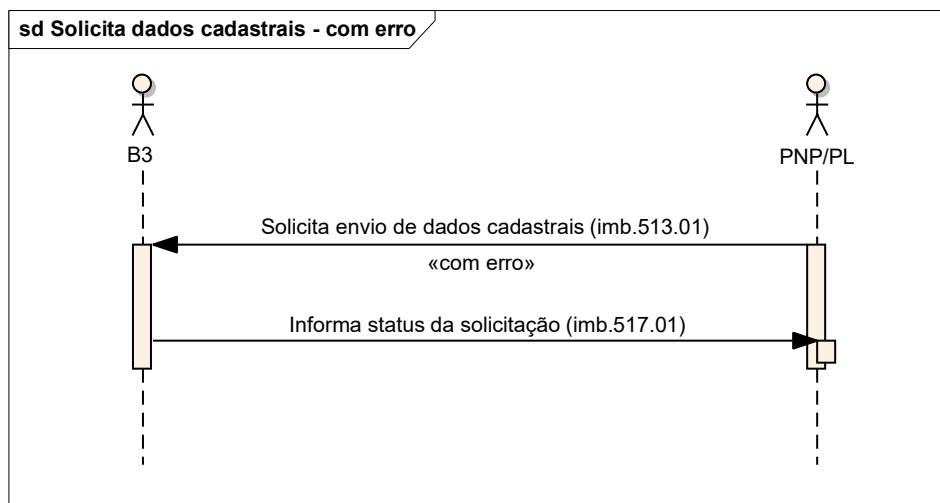 sd Solicita dados cadastrais - com erro
B3
PNP/PL
Solicita envio de dados cadastrais (imb.513.01)
«com erro»
Informa status da solicitação (imb.517.01)